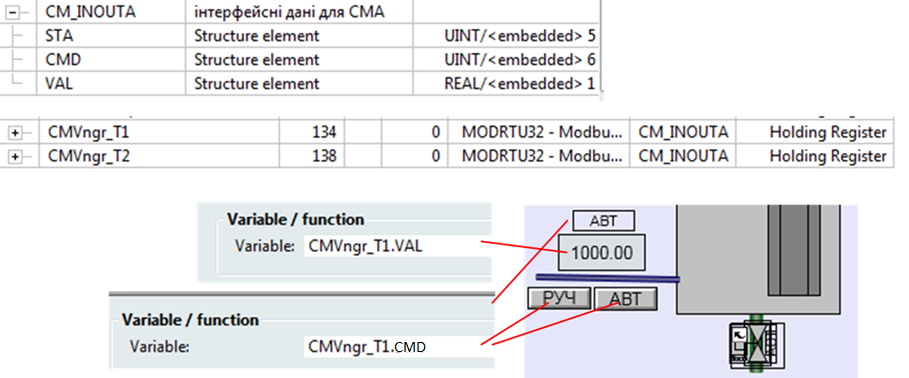 CM_INOUTA інтерфейсні дані для СМА
STA Structure element UINT/<embedded> 5
CMD Structure element UINT/<embedded> 6
VAL Structure element REAL/<embedded> 1
CMVngr_T1 134 0 MODRTU32 - Modbu... CM_INOUTA Holding Register
CMVngr_T2 138 0 MODRTU32 - Modbu... CM_INOUTA Holding Register
Variable / function
Variable: CMVngr_T1.VAL
АВТ
1000.00
РУЧ АВТ
Variable / function
Variable: CMVngr_T1.CMD